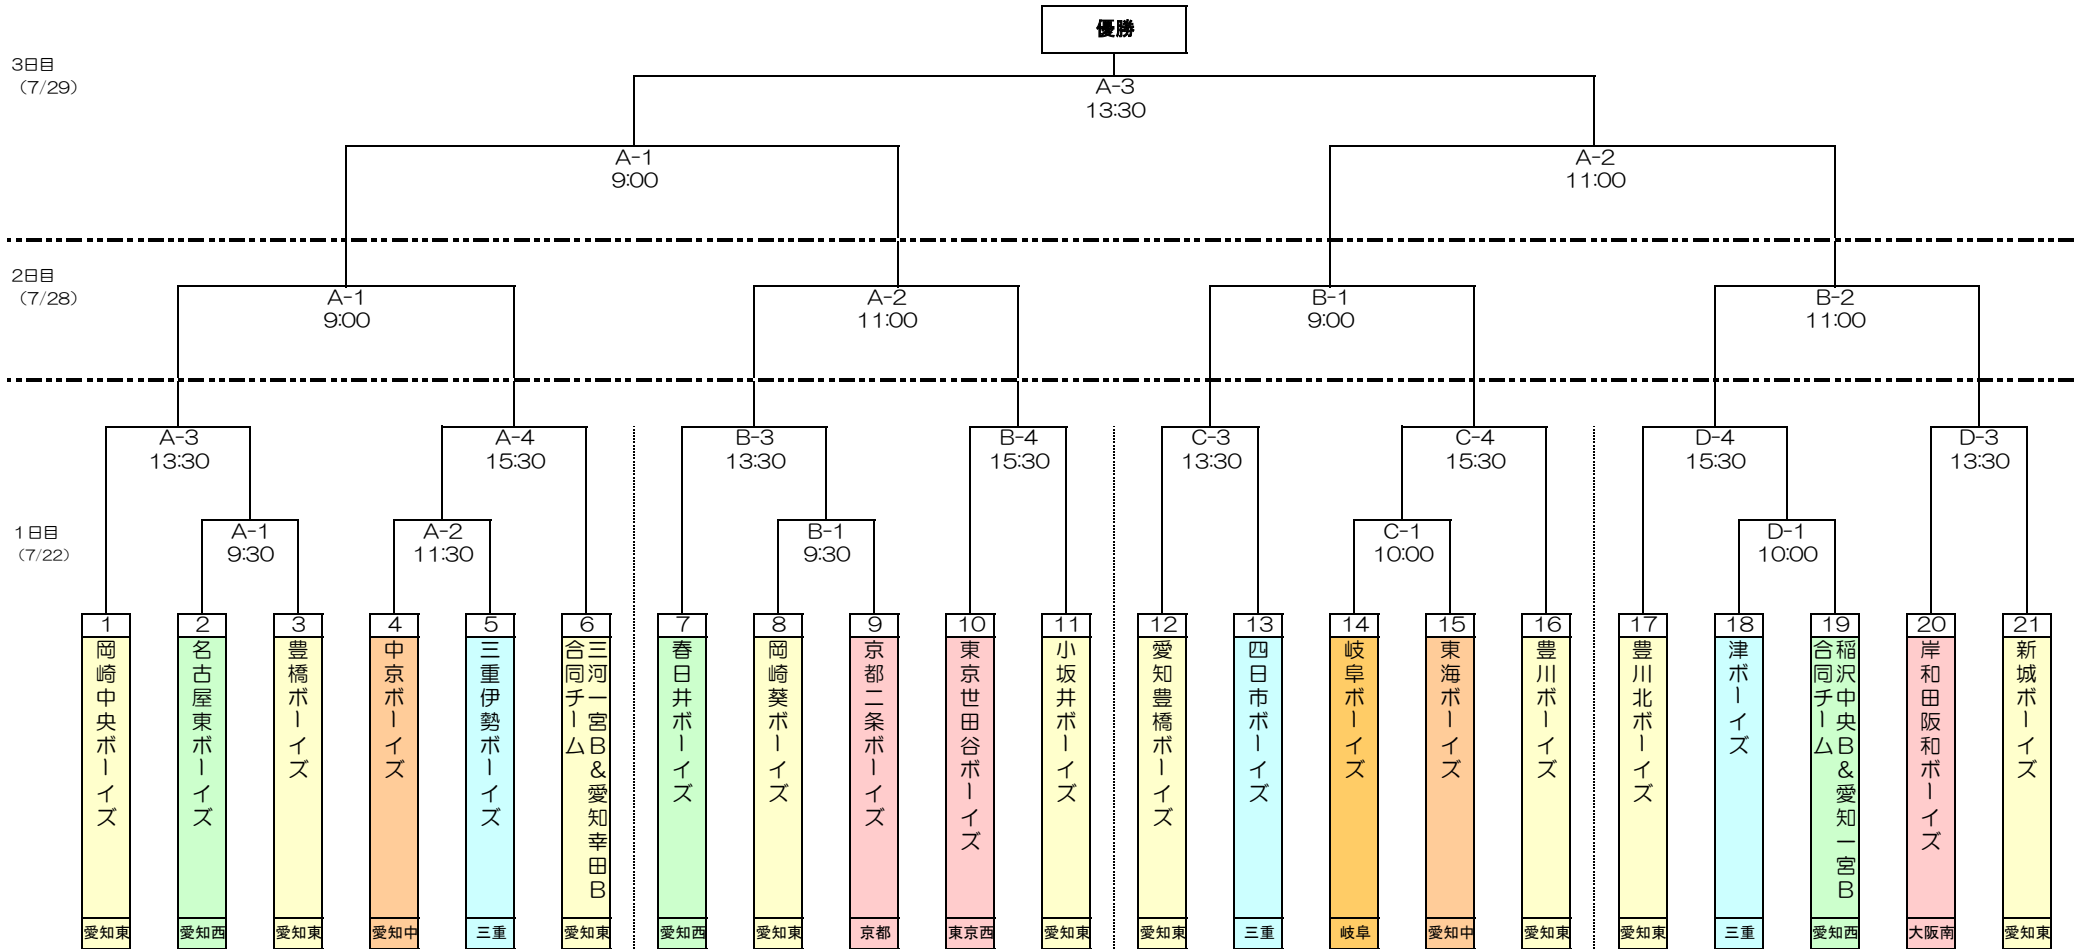 優勝
3日目
（7/29）
A-3
13:30
A-1
9:00
A-2
11:00
2日目
（7/28）
A-1
9:00
A-2
11:00
B-1
9:00
B-2
11:00
A-3
13:30
A-4
15:30
B-3
13:30
B-4
15:30
C-3
13:30
C-4
15:30
D-4
15:30
D-3
13:30
1日目
（7/22）
A-1
9:30
A-2
11:30
B-1
9:30
C-1
10:00
D-1
10:00
1
岡崎中央ボーイズ
愛知東
2
名古屋東ボーイズ
愛知西
3
豊橋ボーイズ
愛知東
4
中京ボーイズ
愛知中
5
三重伊勢ボーイズ
三重
6
三河一宮B&愛知幸田B
合同チーム
愛知東
7
春日井ボーイズ
愛知西
8
岡崎葵ボーイズ
愛知東
9
京都二条ボーイズ
京都
10
東京世田谷ボーイズ
東京西
11
小坂井ボーイズ
愛知東
12
愛知豊橋ボーイズ
愛知東
13
四日市ボーイズ
三重
14
岐阜ボーイズ
岐阜
15
東海ボーイズ
愛知中
16
豊川ボーイズ
愛知東
17
豊川北ボーイズ
愛知東
18
津ボーイズ
三重
19
稲沢中央B&愛知一宮B
合同チーム
愛知西
20
岸和田阪和ボーイズ
大阪南
21
新城ボーイズ
愛知東